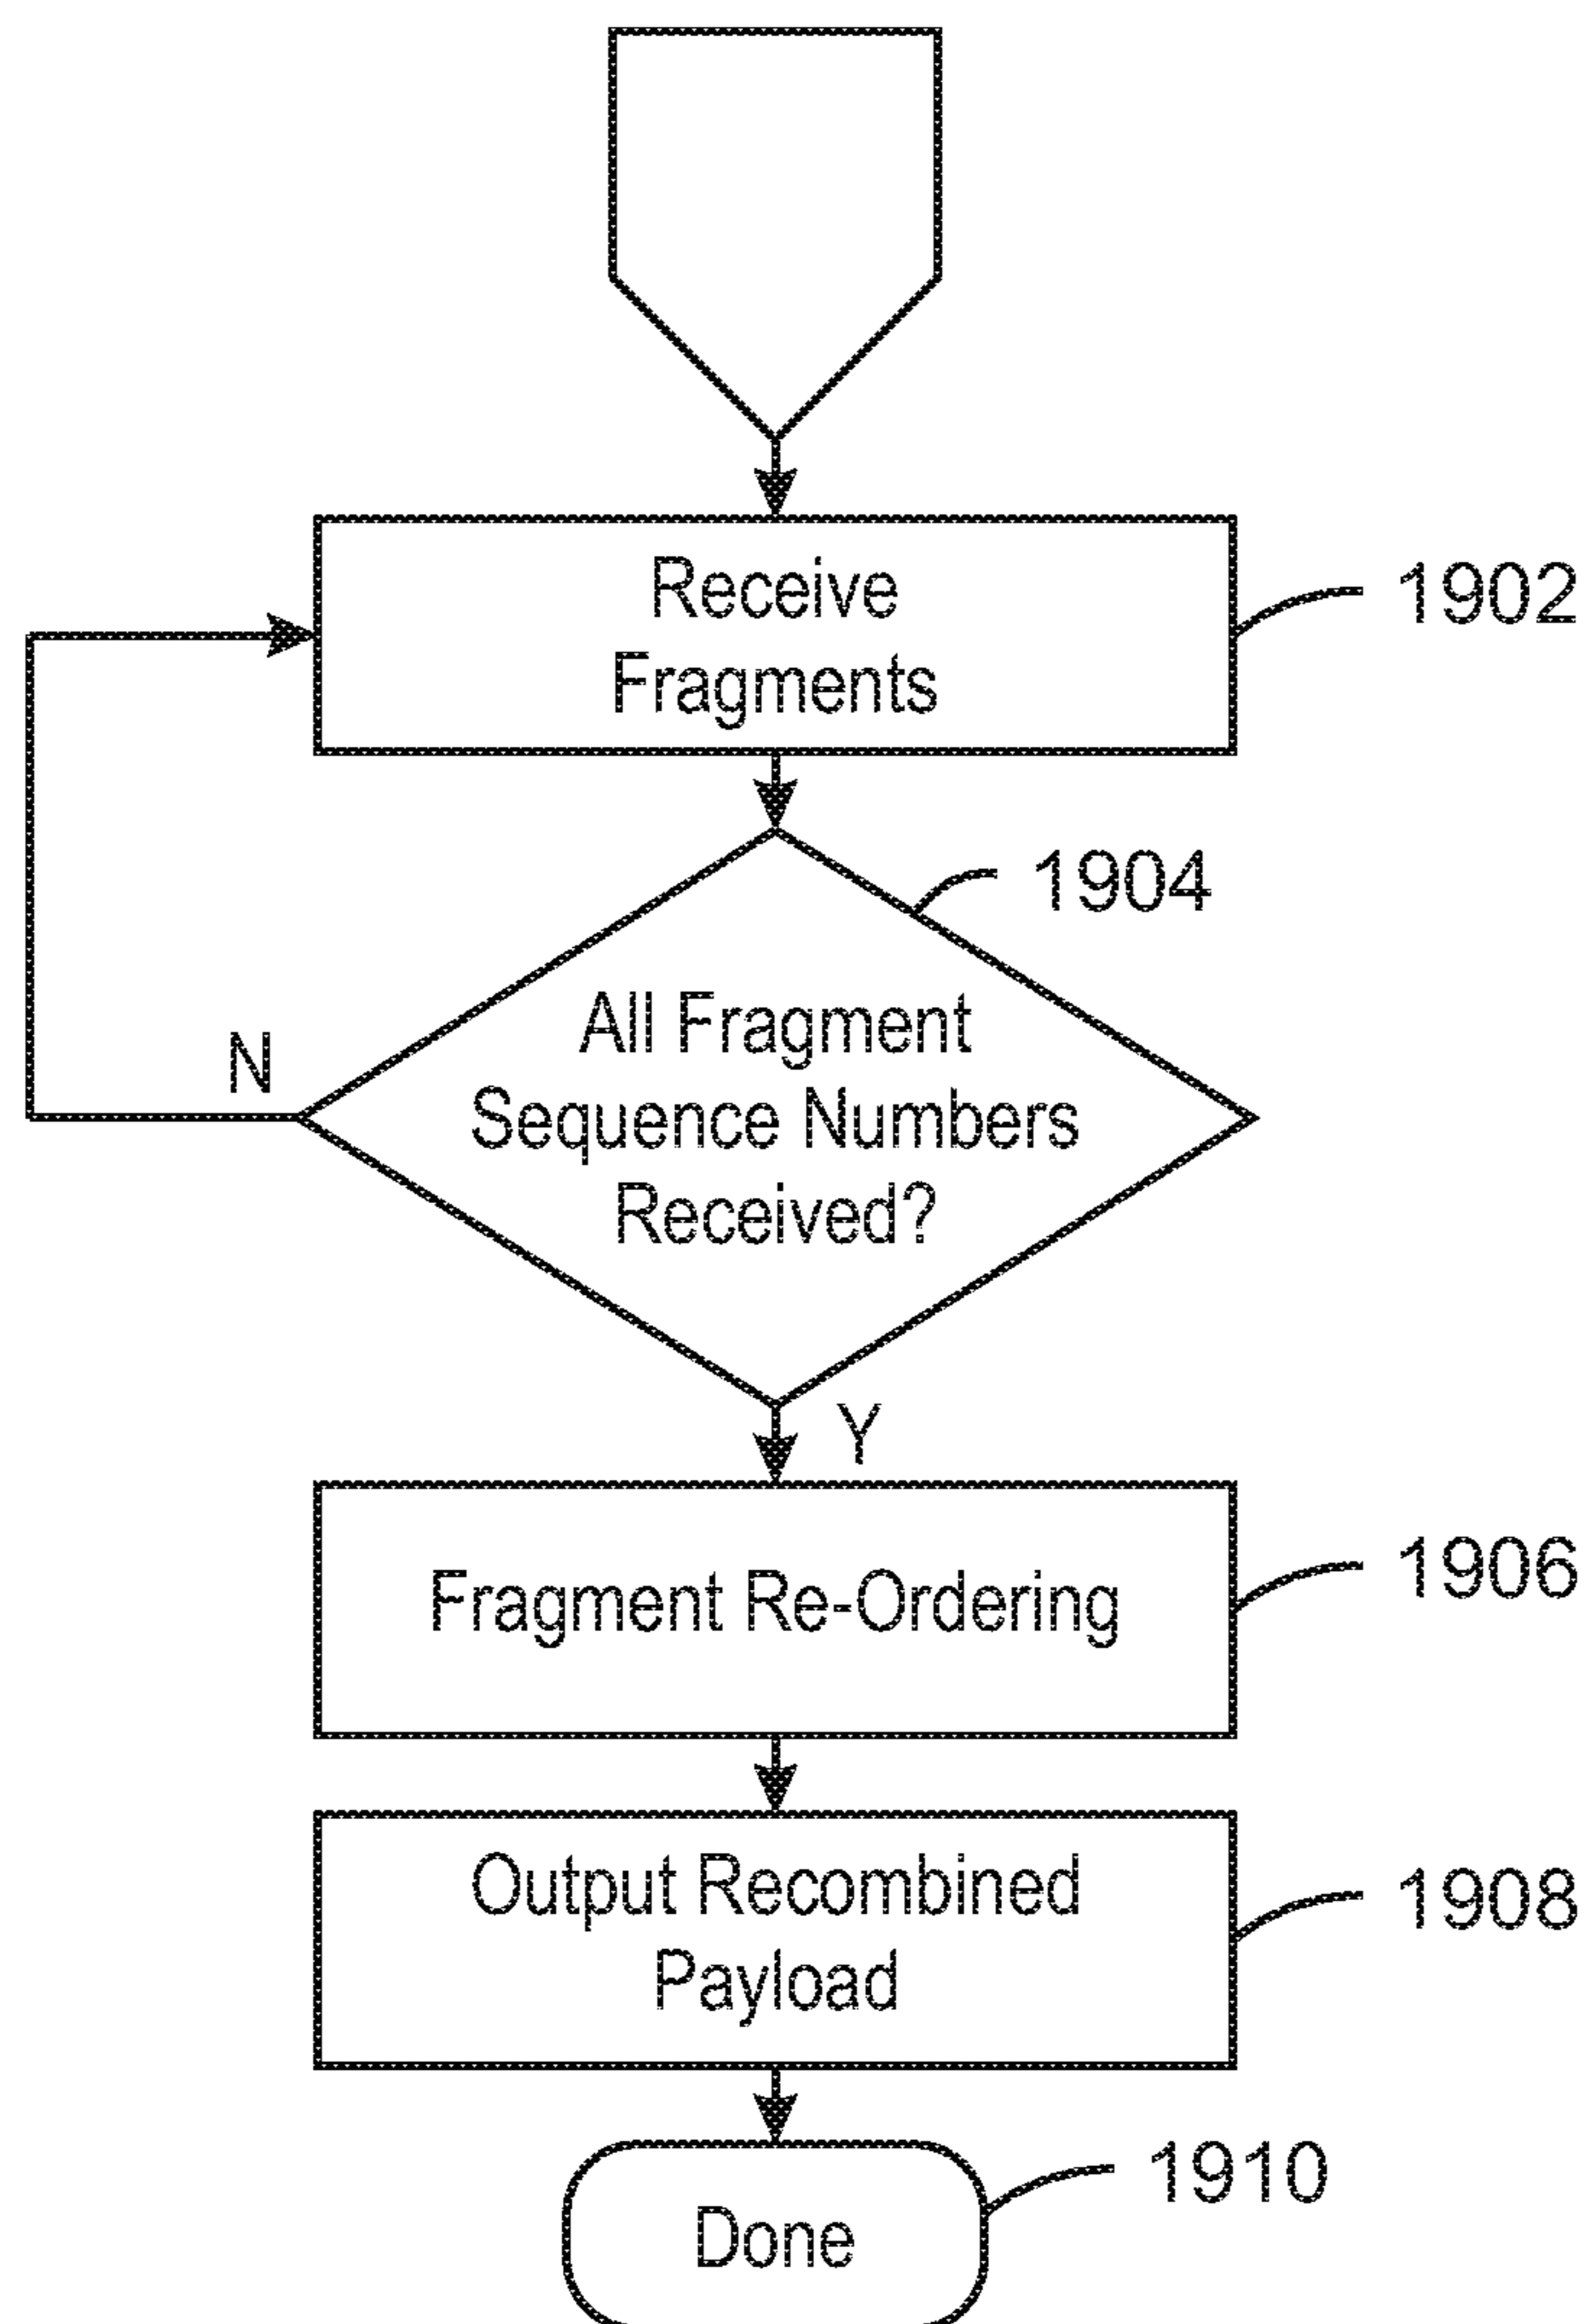 Receive
Fragments
1902
1904
All Fragment
Sequence Numbers
Received?
N
Y
Fragment Re-Ordering
1906
Output Recombined
Payload
1908
Done
1910